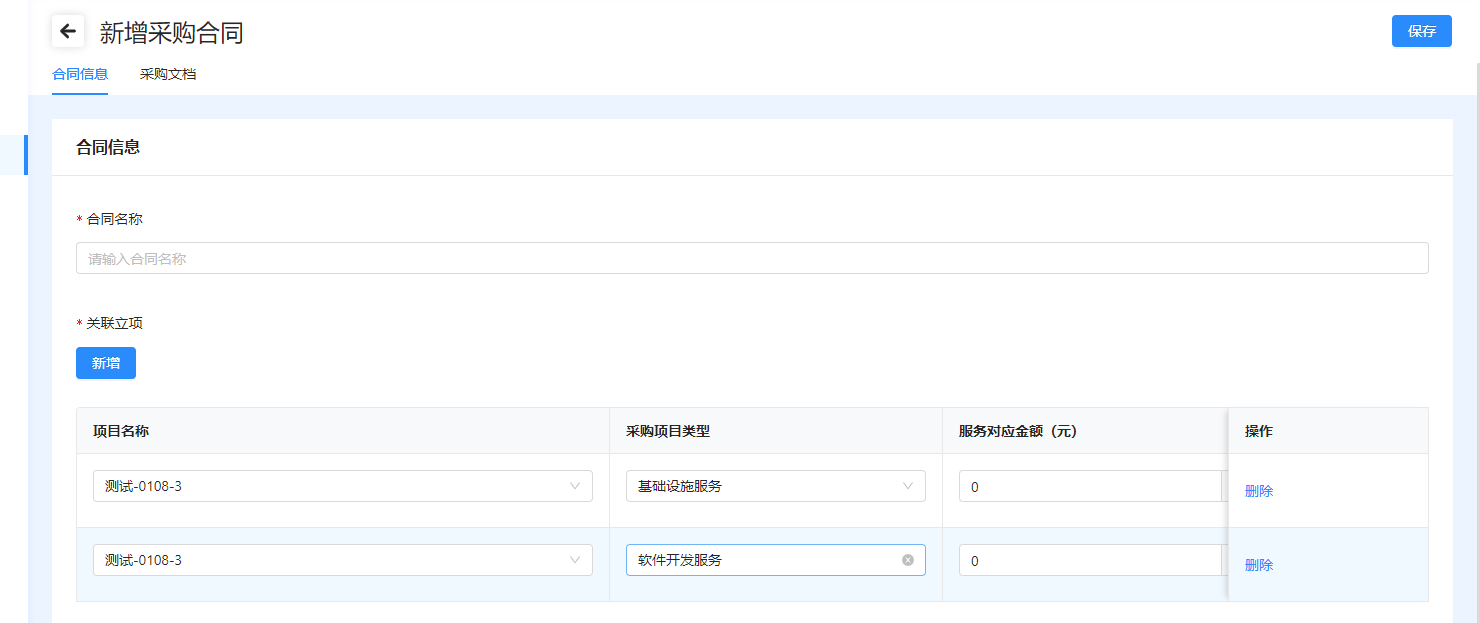 新增采购合同
保存
合同信息 采购文档
合同信息
* 合同名称
请输入合同名称
* 关联立项
新增
项目名称 采购项目类型 服务对应金额（元） 操作
测试-0108-3 基础设施服务 0 删除
测试-0108-3 软件开发服务 0 删除